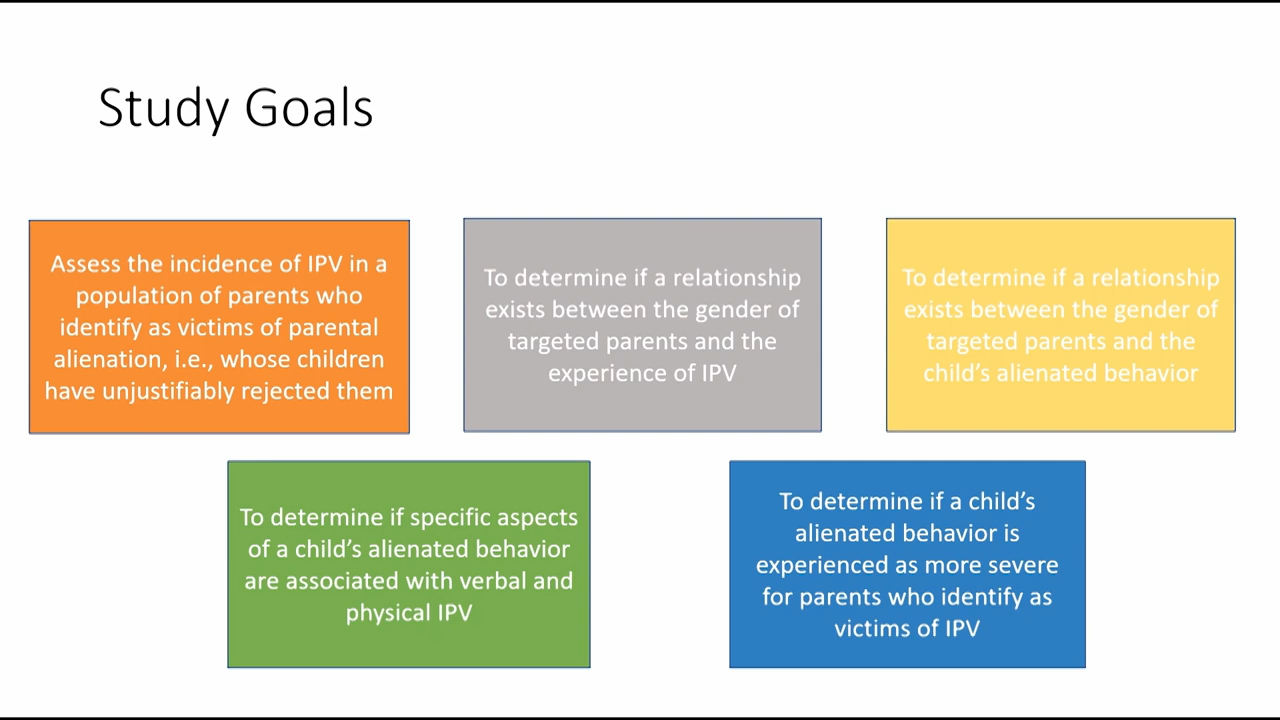 Study Goals
Assess the incidence of IPV in a
population of parents who
identify as victims of parental
alienation, i.e., whose children
have unjustifiably rejected them
To determine if a relationship
exists between the gender of
targeted parents and the
experience of IPV
To determine if a relationship
exists between the gender of
targeted parents and the
child’s alienated behavior
To determine if specific aspects
of a child’s alienated behavior
are associated with verbal and
physical IPV
To determine if a child’s
alienated behavior is
experienced as more severe
for parents who identify as
victims of IPV